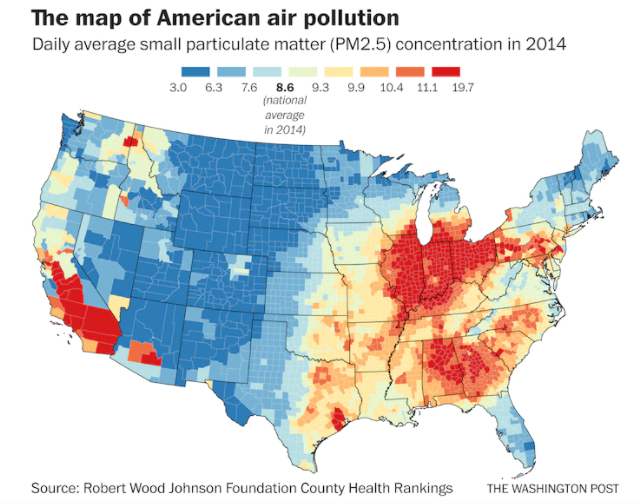 The map of American air pollution
Daily average small particulate matter (PM2.5) concentration in 2014
3.0 6.3 7.6 8.6 9.3 9.9 10.4 11.1 19.7
(national
average
in 2014)
Source: Robert Wood Johnson Foundation County Health Rankings THE WASHINGTON POST